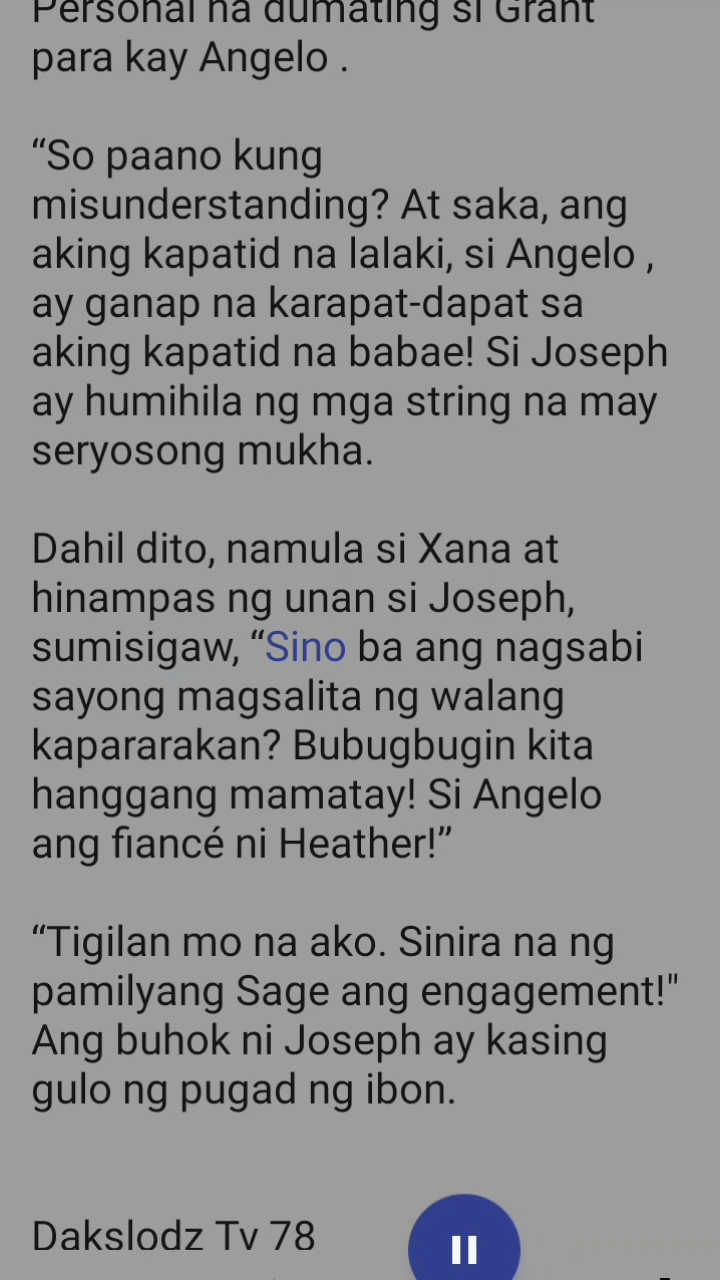 Personal na dumating si Grant
para kay Angelo .
“So paano kung
misunderstanding? At saka, ang
aking kapatid na lalaki, si Angelo ,
ay ganap na karapat-dapat sa
aking kapatid na babae! Si Joseph
ay humihila ng mga string na may
seryosong mukha.
Dahil dito, namula si Xana at
hinampas ng unan si Joseph,
sumisigaw, “Sino ba ang nagsabi
sayong magsalita ng walang
kapararakan? Bubugbugin kita
hanggang mamatay! Si Angelo
ang fiancé ni Heather!”
“Tigilan mo na ako. Sinira na ng
pamilyang Sage ang engagement!"
Ang buhok ni Joseph ay kasing
gulo ng pugad ng ibon.
Dakslodz Tv 78